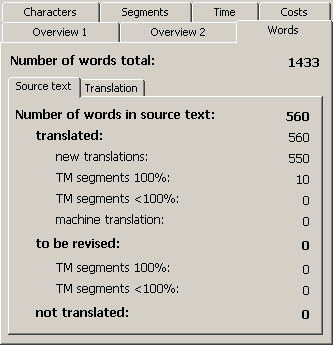 Characters Segments Time Costs
Overview 1 Overview 2 Words
Number of words total: 1433
Source text Translation
Number of words in source text: 560
translated: 560
new translations: 550
TM segments 100%: 10
TM segments <100%: 0
machine translation: 0
to be revised: 0
TM segments 100%: 0
TM segments <100%: 0
not translated: 0